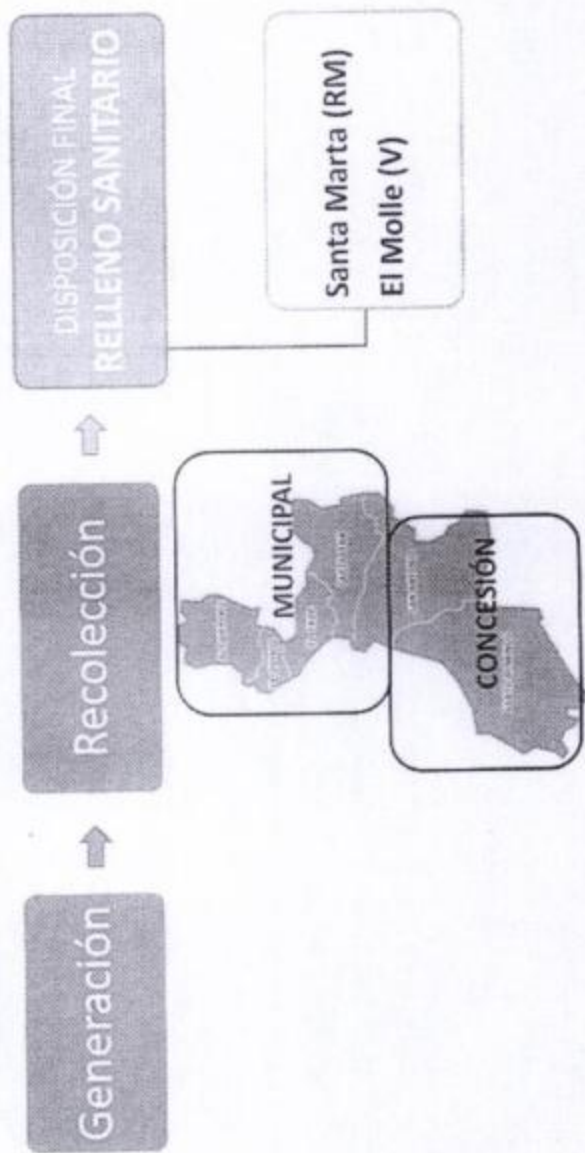 Generación
Recolección
DISPOSICIÓN FINAL
RELLENO SANITARIO
MUNICIPAL
CONCESIÓN
Santa Marta (RM)
El Molle (V)